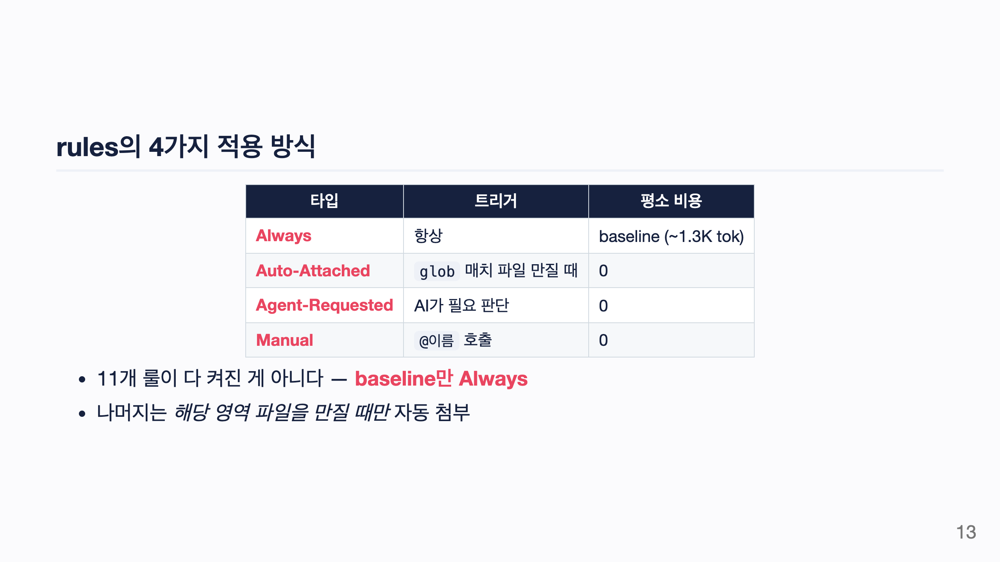 rules의 4가지 적용 방식
타입 트리거 평소 비용
Always 항상 baseline (~1.3K tok)
Auto-Attached glob 매치 파일 만질 때 0
Agent-Requested AI가 필요 판단 0
Manual @이름 호출 0
• 11개 룰이 다 켜진 게 아니다 — baseline만 Always
• 나머지는 해당 영역 파일을 만질 때만 자동 첨부
13